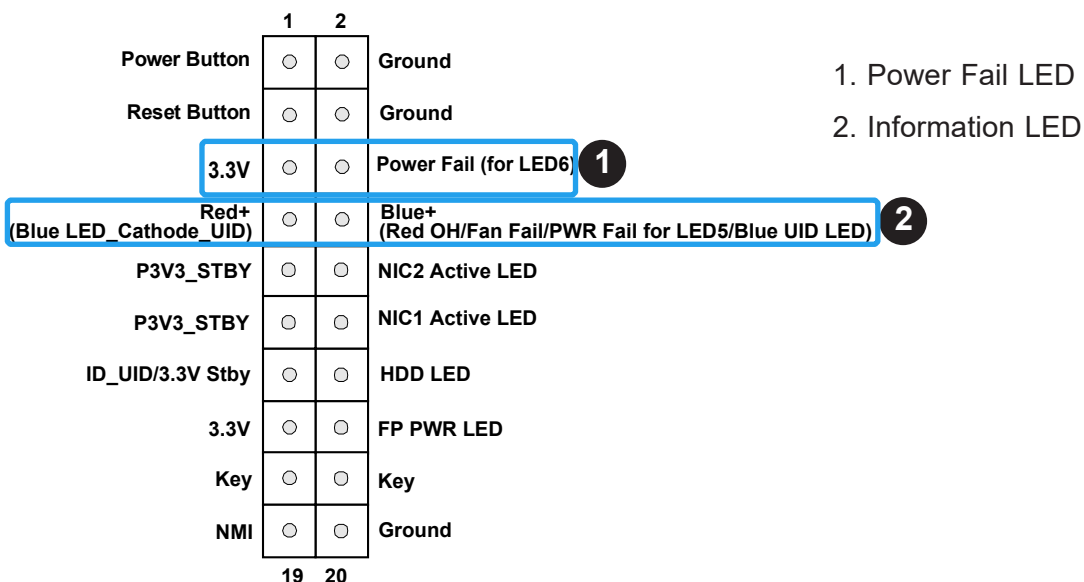 1 2
Power Button Ground
1. Power Fail LED
Reset Button Ground
2. Information LED
3.3V Power Fail (for LED6) 1
Red+ Blue+
(Blue LED_Cathode_UID) (Red OH/Fan Fail/PWR Fail for LED5/Blue UID LED) 2
P3V3_STBY NIC2 Active LED
P3V3_STBY NIC1 Active LED
ID_UID/3.3V Stby HDD LED
3.3V FP PWR LED
Key Key
NMI Ground
19 20